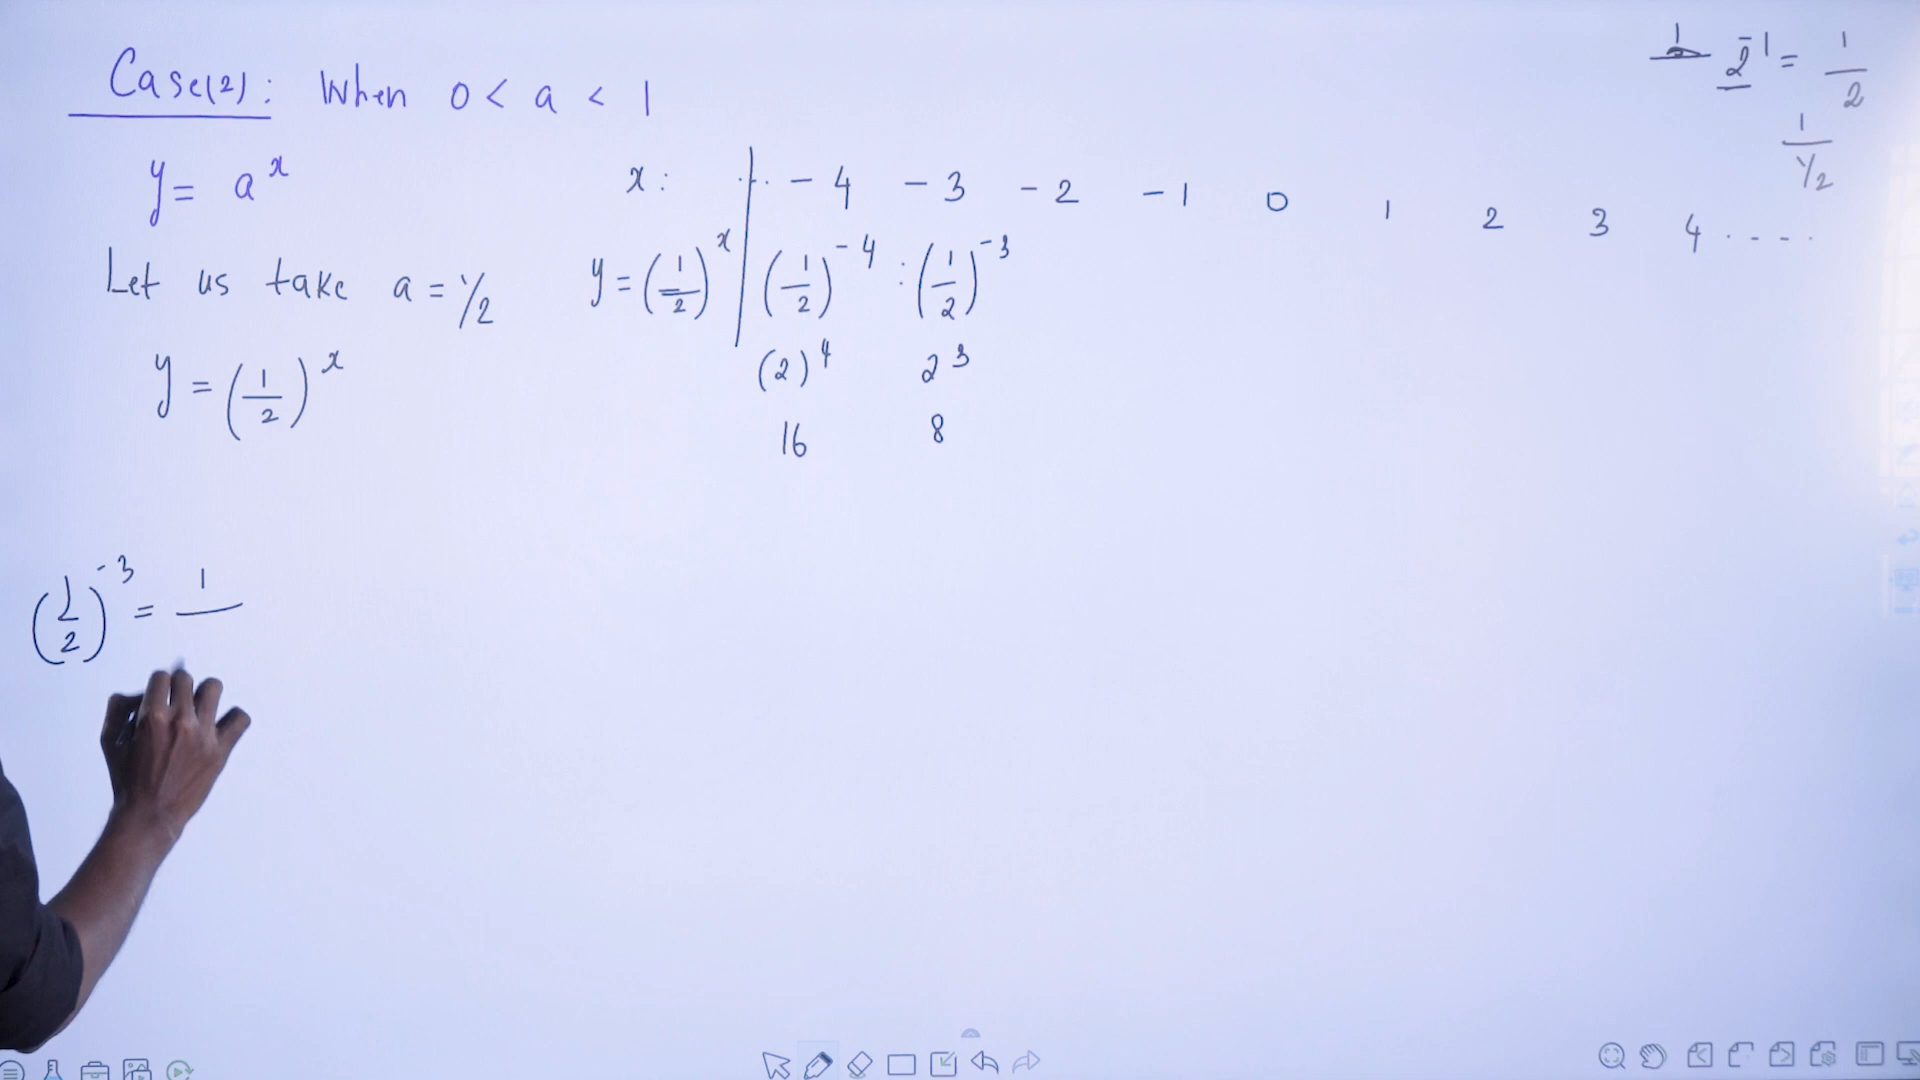 Case(2): When 0 < a < 1
y = a^x
Let us take a = 1/2
y = (1/2)^x
x: ... -4 -3 -2 -1 0 1 2 3 4 ....
y = (1/2)^x (1/2)^-4 : (1/2)^-3
(2)^4 2^3
16 8
2^-1 = 1/2
1/(1/2)
(1/2)^-3 = 1